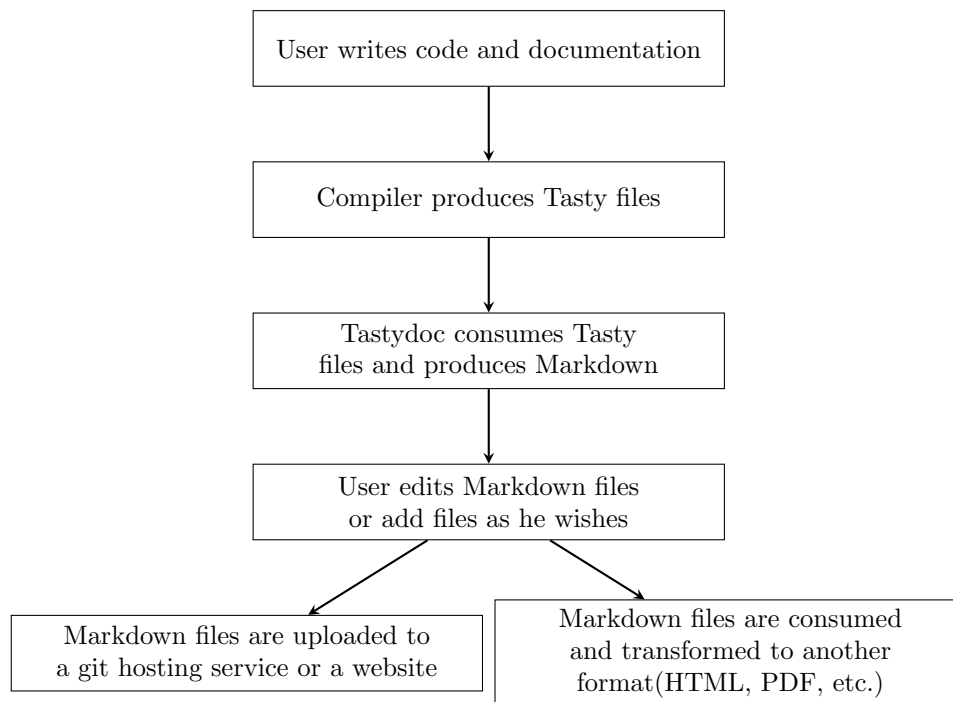 User writes code and documentation
Compiler produces Tasty files
Tastydoc consumes Tasty
files and produces Markdown
User edits Markdown files
or add files as he wishes
Markdown files are uploaded to
a git hosting service or a website
Markdown files are consumed
and transformed to another
format(HTML, PDF, etc.)